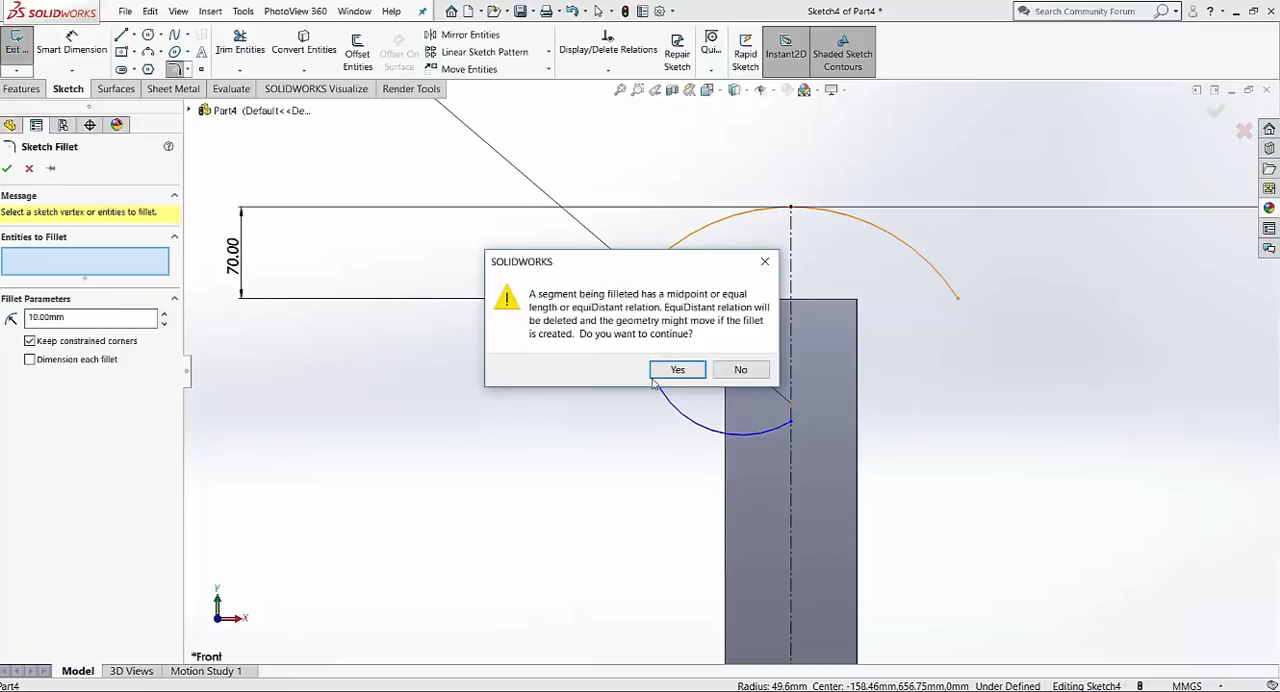 SOLIDWORKS File Edit View Insert Tools PhotoView 360 Window Help Sketch4 of Part4 * Search Community Forum ?
Exit ... Smart Dimension Trim Entities Convert Entities Offset Entities Offset On Surface Mirror Entities Linear Sketch Pattern Move Entities Display/Delete Relations Repair Sketch Qui... Rapid Sketch Instant2D Shaded Sketch Contours
Features Sketch Surfaces Sheet Metal Evaluate SOLIDWORKS Visualize Render Tools
Part4 (Default<<De...
Sketch Fillet
Message
Select a sketch vertex or entities to fillet.
Entities to Fillet
Fillet Parameters
10.00mm
Keep constrained corners
Dimension each fillet
70.00
SOLIDWORKS
A segment being filleted has a midpoint or equal
length or equiDistant relation. EquiDistant relation will
be deleted and the geometry might move if the fillet
is created. Do you want to continue?
Yes No
Y
X
*Front
Model 3D Views Motion Study 1
Part4 Radius: 49.6mm Center: -158.46mm,656.75mm,0mm Under Defined Editing Sketch4 MMGS